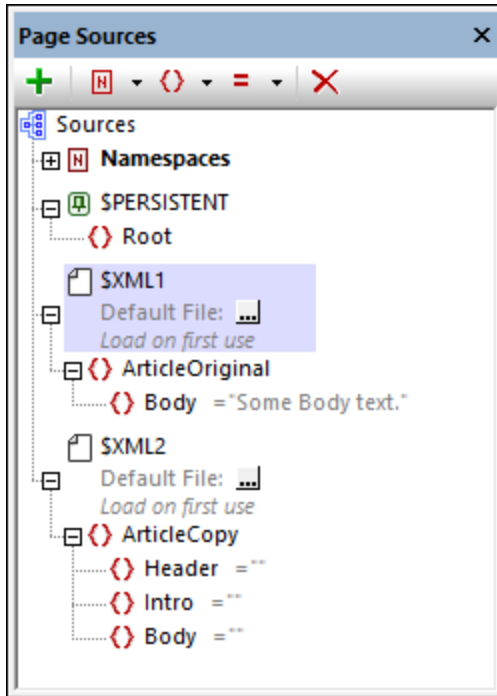 Page Sources
Sources
Namespaces
$PERSISTENT
{} Root
$XML1
Default File: ...
Load on first use
{} ArticleOriginal
{} Body ="Some Body text."
$XML2
Default File: ...
Load on first use
{} ArticleCopy
{} Header =""
{} Intro =""
{} Body =""